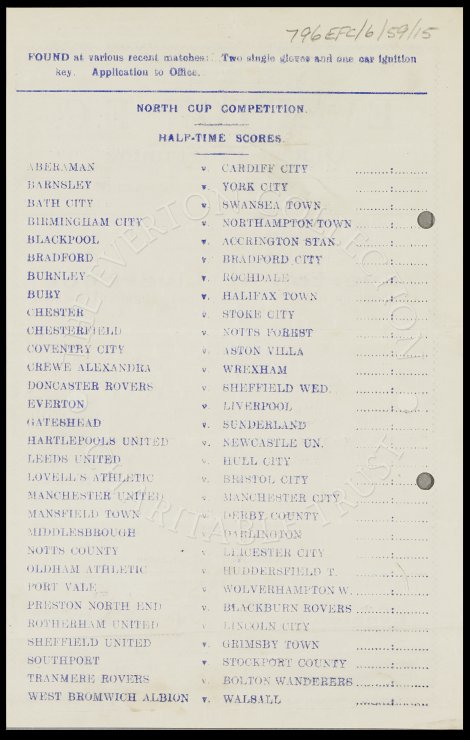 796 EFC/6/59/15
FOUND at various recent matches: Two single gloves and one car ignition
key. Application to Office.
NORTH CUP COMPETITION.
HALF-TIME SCORES.
ABERAMAN v. CARDIFF CITY ........:........
BARNSLEY v. YORK CITY ........:........
BATH CITY v. SWANSEA TOWN ........:........
BIRMINGHAM CITY v. NORTHAMPTON TOWN ........:........
BLACKPOOL v. ACCRINGTON STAN. ........:........
BRADFORD v. BRADFORD CITY ........:........
BURNLEY v. ROCHDALE ........:........
BURY v. HALIFAX TOWN ........:........
CHESTER v. STOKE CITY ........:........
CHESTERFIELD v. NOTTS FOREST ........:........
COVENTRY CITY v. ASTON VILLA ........:........
CREWE ALEXANDRA v. WREXHAM ........:........
DONCASTER ROVERS v. SHEFFIELD WED. ........:........
EVERTON v. LIVERPOOL ........:........
GATESHEAD v. SUNDERLAND ........:........
HARTLEPOOLS UNITED v. NEWCASTLE UN. ........:........
LEEDS UNITED v. HULL CITY ........:........
LOVELL'S ATHLETIC v. BRISTOL CITY ........:........
MANCHESTER UNITED v. MANCHESTER CITY ........:........
MANSFIELD TOWN v. DERBY COUNTY ........:........
MIDDLESBROUGH v. DARLINGTON ........:........
NOTTS COUNTY v. LEICESTER CITY ........:........
OLDHAM ATHLETIC v. HUDDERSFIELD T. ........:........
PORT VALE v. WOLVERHAMPTON W. ........:........
PRESTON NORTH END v. BLACKBURN ROVERS ........:........
ROTHERHAM UNITED v. LINCOLN CITY ........:........
SHEFFIELD UNITED v. GRIMSBY TOWN ........:........
SOUTHPORT v. STOCKPORT COUNTY ........:........
TRANMERE ROVERS v. BOLTON WANDERERS ........:........
WEST BROMWICH ALBION v. WALSALL ........:........
THE EVERTON COLLECTION CHARITABLE TRUST